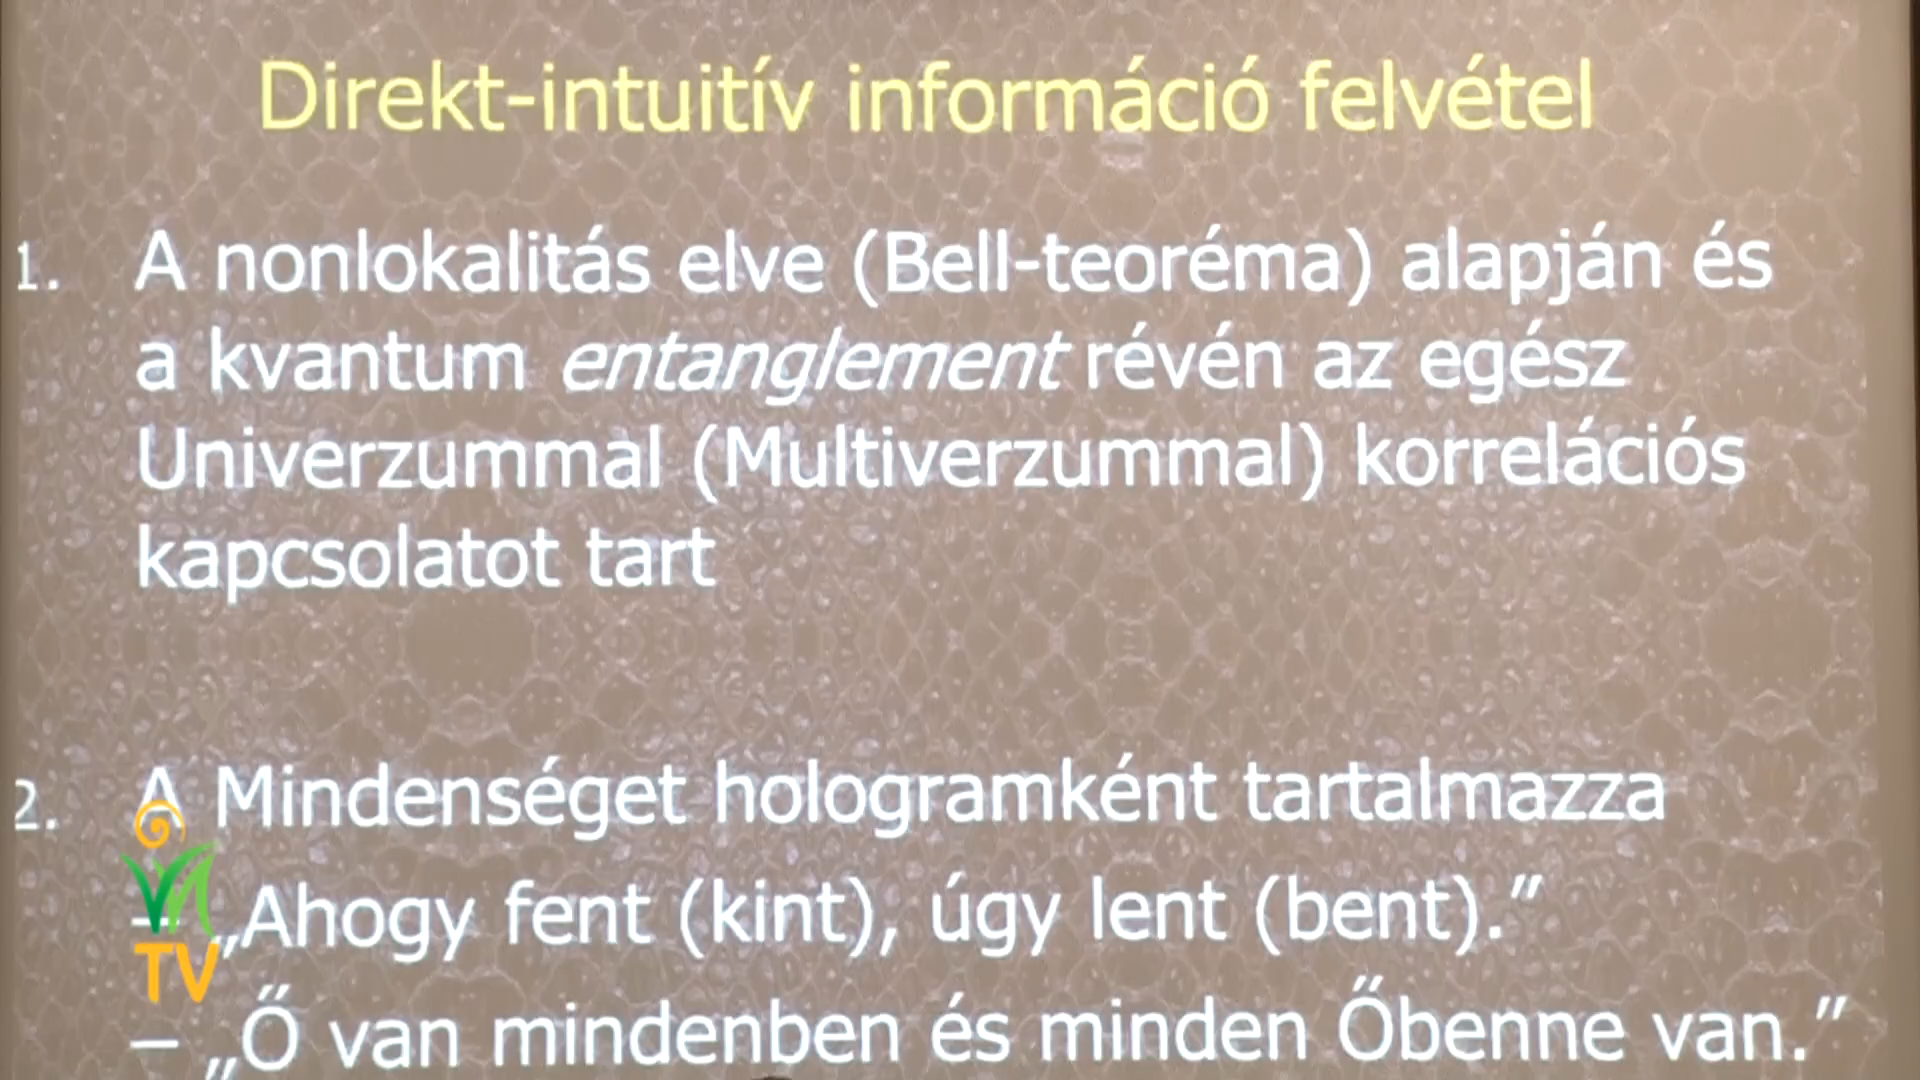 Direkt-intuitív információ felvétel
1. A nonlokalitás elve (Bell-teoréma) alapján és
a kvantum entanglement révén az egész
Univerzummal (Multiverzummal) korrelációs
kapcsolatot tart
2. A Mindenséget hologramként tartalmazza
– „Ahogy fent (kint), úgy lent (bent).”
– „Ő van mindenben és minden Őbenne van.”
TV